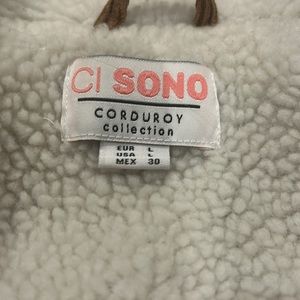 CI SONO
CORDUROY
collection
EUR L
USA L
MEX 30